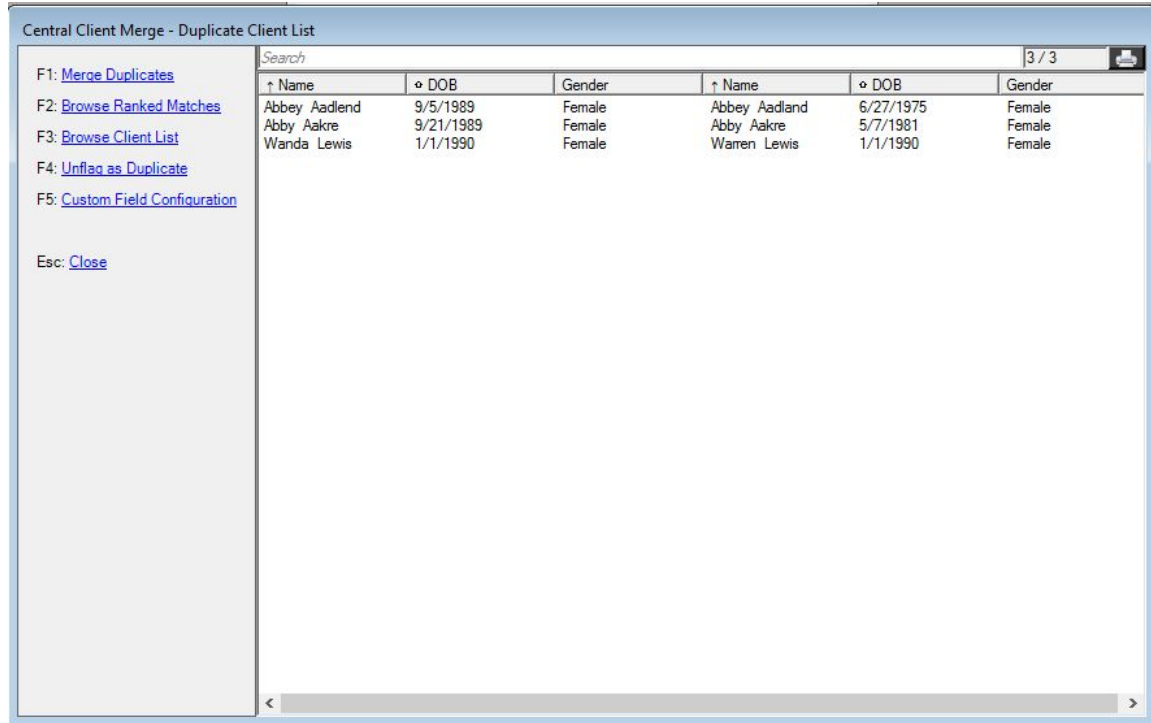 Central Client Merge - Duplicate Client List
F1: Merge Duplicates
F2: Browse Ranked Matches
F3: Browse Client List
F4: Unflag as Duplicate
F5: Custom Field Configuration
Esc: Close
Search 3 / 3
↑ Name DOB Gender ↑ Name DOB Gender
Abbey Aadlend 9/5/1989 Female Abbey Aadland 6/27/1975 Female
Abby Aakre 9/21/1989 Female Abby Aakre 5/7/1981 Female
Wanda Lewis 1/1/1990 Female Warren Lewis 1/1/1990 Female